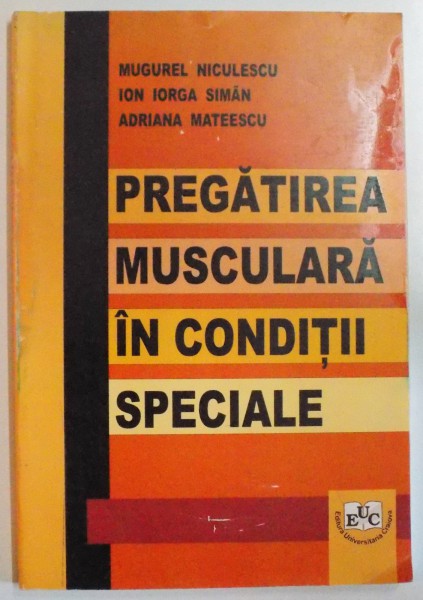 MUGUREL NICULESCU
ION IORGA SIMĂN
ADRIANA MATEESCU
PREGĂTIREA
MUSCULARĂ
ÎN CONDIȚII
SPECIALE
EUC
Editura Universitaria Craiova